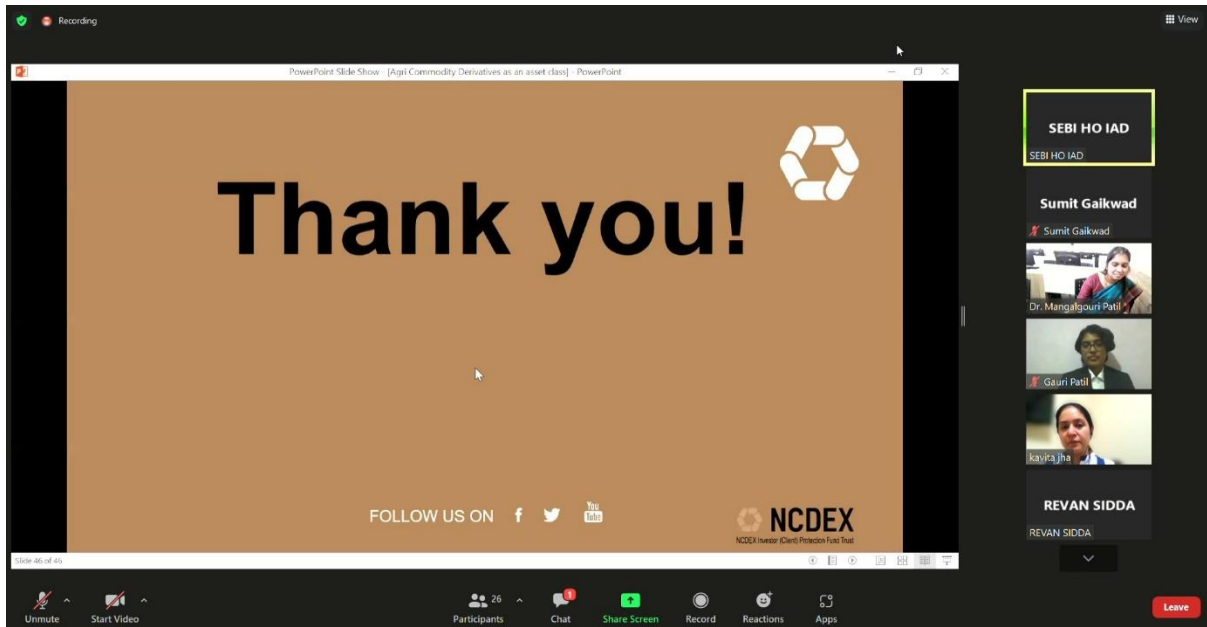 Recording
View
PowerPoint Slide Show - [Agri Commodity Derivatives as an asset class] - PowerPoint
Thank you!
FOLLOW US ON f You Tube
NCDEX
NCDEX Investor (Client) Protection Fund Trust
Slide 46 of 45
SEBI HO IAD
SEBI HO IAD
Sumit Gaikwad
Sumit Gaikwad
Dr. Mangalgouri Patil
Gauri Patil
kavita jha
REVAN SIDDA
REVAN SIDDA
Unmute
Start Video
26
Participants
1
Chat
Share Screen
Record
Reactions
Apps
Leave